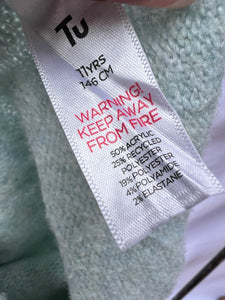 Tu
11YRS
146 CM
WARNING!
KEEP AWAY
FROM FIRE
50% ACRYLIC
25% RECYCLED
POLYESTER
19% POLYESTER
4% POLYAMIDE
2% ELASTANE